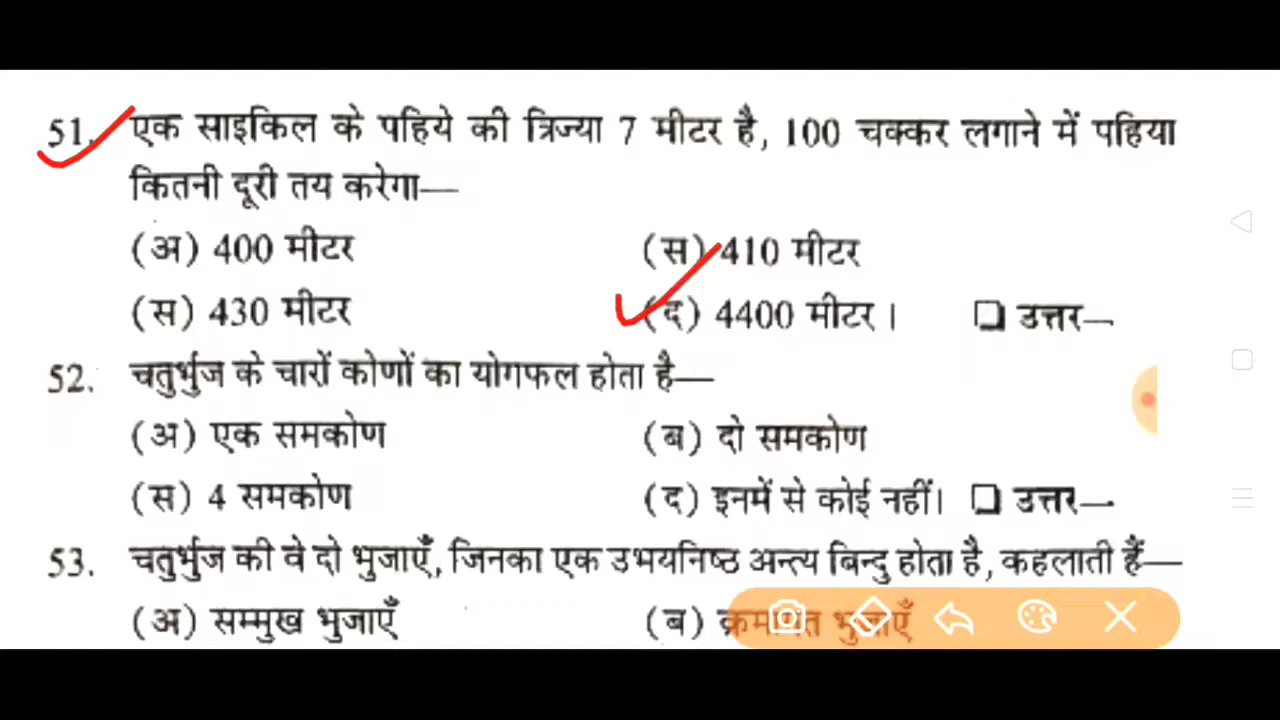 51. एक साइकिल के पहिये की त्रिज्या 7 मीटर है, 100 चक्कर लगाने में पहिया
कितनी दूरी तय करेगा—
(अ) 400 मीटर (स) 410 मीटर
(स) 430 मीटर (द) 4400 मीटर। ❑ उत्तर—
52. चतुर्भुज के चारों कोणों का योगफल होता है—
(अ) एक समकोण (ब) दो समकोण
(स) 4 समकोण (द) इनमें से कोई नहीं। ❑ उत्तर—
53. चतुर्भुज की वे दो भुजाएँ, जिनका एक उभयनिष्ठ अन्त्य बिन्दु होता है, कहलाती हैं—
(अ) सम्मुख भुजाएँ (ब) क्रमागत भुजाएँ